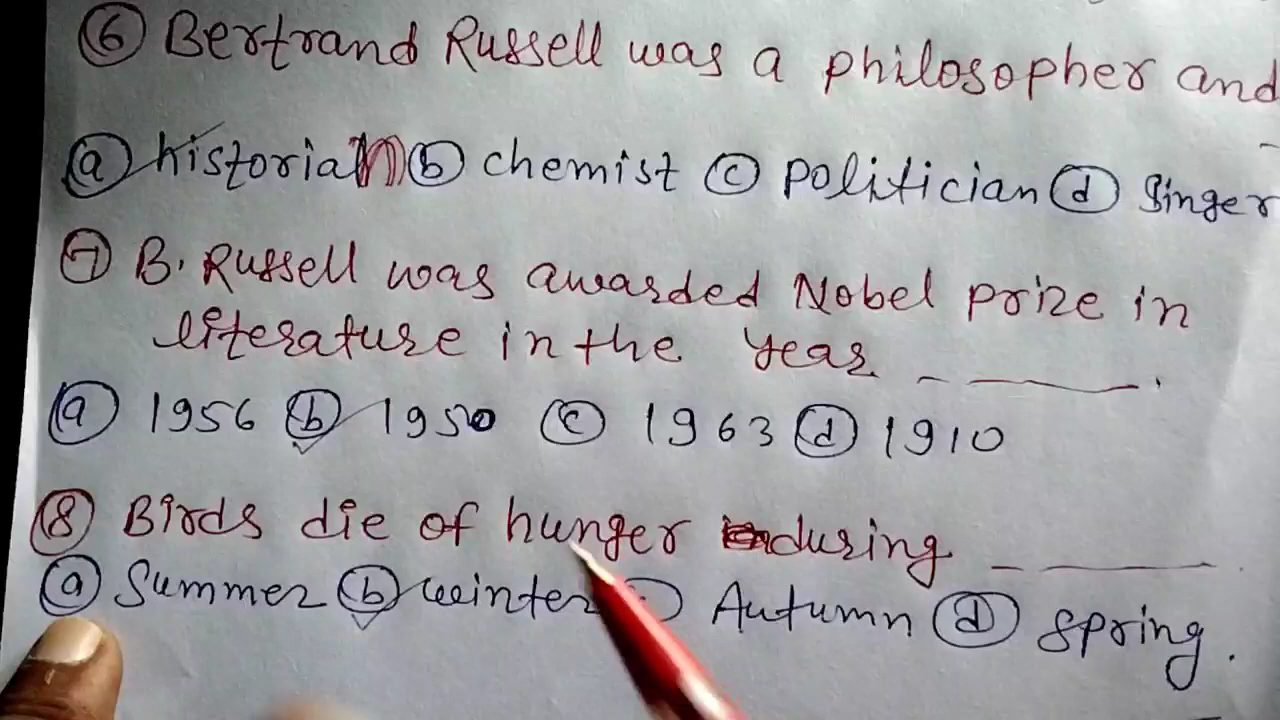 ⑥ Bertrand Russell was a philosopher and
ⓐ historian ⓑ chemist ⓒ Politician ⓓ Singer
⑦ B. Russell was awarded Nobel prize in
literature in the year _ ____.
ⓐ 1956 ⓑ 1950 ⓒ 1963 ⓓ 1910
⑧ Birds die of hunger during _ ____.
ⓐ Summer ⓑ winter Autumn ⓓ spring.